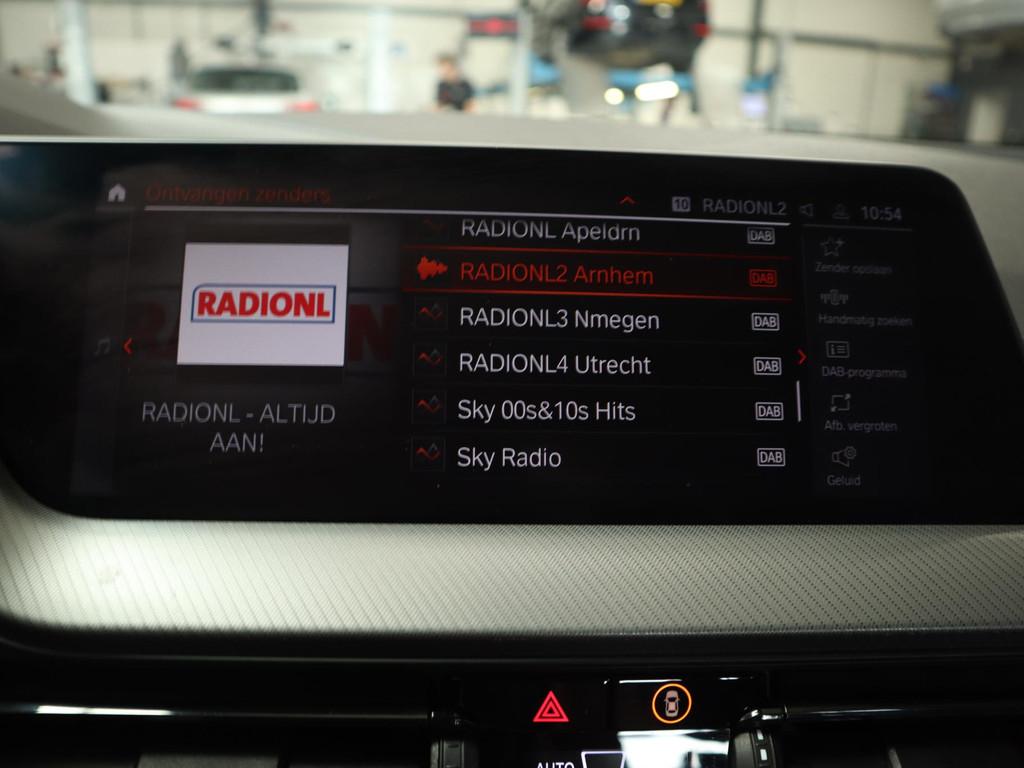 Ontvangen zenders
10 RADIONL2 10:54
RADIONL
RADIONL - ALTIJD
AAN!
RADIONL Apeldrn DAB
RADIONL2 Arnhem DAB
RADIONL3 Nmegen DAB
RADIONL4 Utrecht DAB
Sky 00s&10s Hits DAB
Sky Radio DAB
Zender opslaan
Handmatig zoeken
DAB-programma
Afb. vergroten
Geluid
AUTO